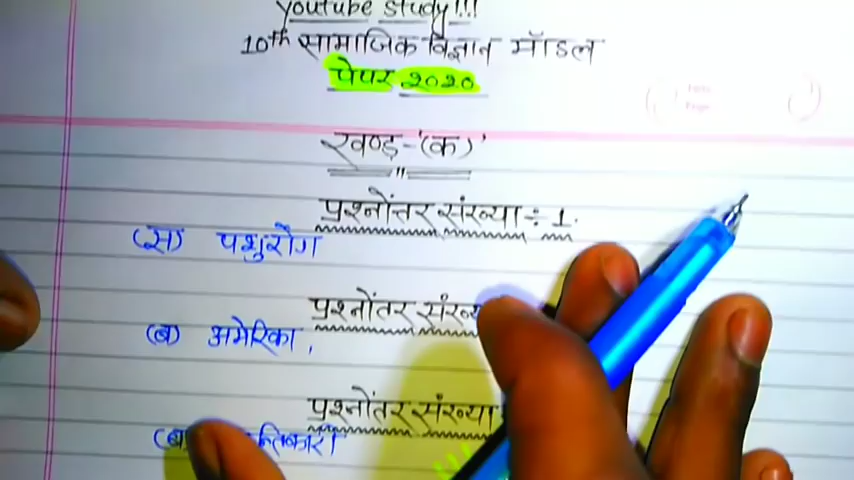 Youtube study!!!
10th सामाजिक विज्ञान मॉडल
पेपर 2020
खण्ड-'(क)'
प्रश्नोंत्तर संख्या ÷ 1.
(स) पशुरोग
प्रश्नोंतर
(ब) अमेरिका,
प्रश्नोंतर संख्या